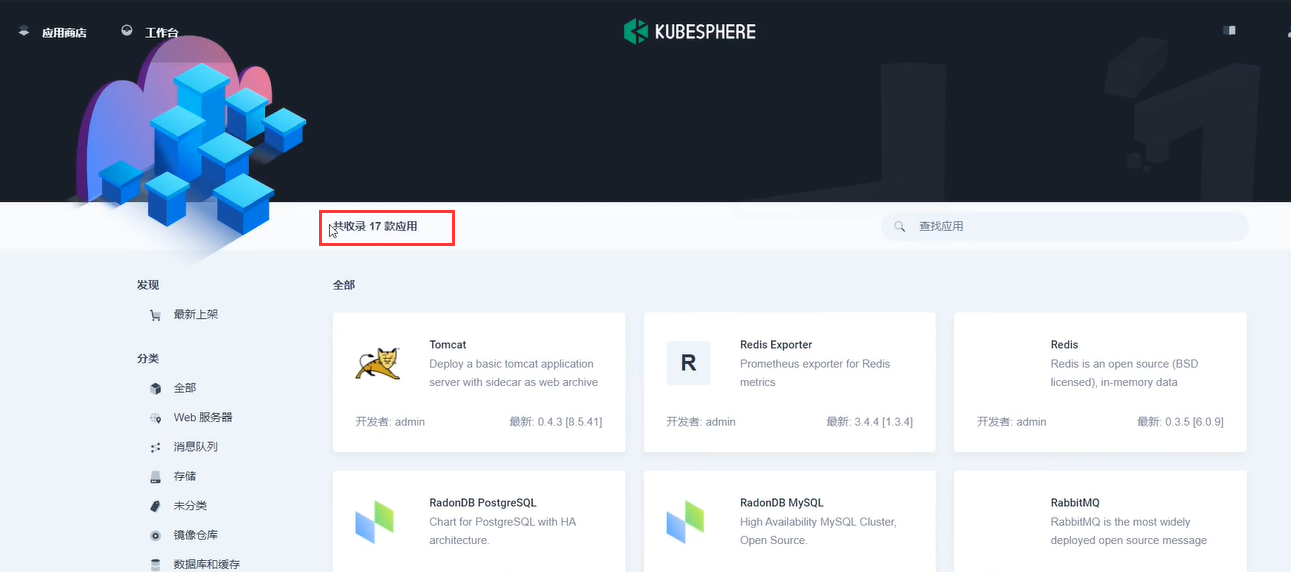 应用商店
工作台
KUBESPHERE
共收录 17 款应用
查找应用
发现
最新上架
分类
全部
Web 服务器
消息队列
存储
未分类
镜像仓库
数据库和缓存
全部
Tomcat
Deploy a basic tomcat application
server with sidecar as web archive
开发者: admin
最新: 0.4.3 [8.5.41]
R
Redis Exporter
Prometheus exporter for Redis
metrics
开发者: admin
最新: 3.4.4 [1.3.4]
Redis
Redis is an open source (BSD
licensed), in-memory data
开发者: admin
最新: 0.3.5 [6.0.9]
RadonDB PostgreSQL
Chart for PostgreSQL with HA
architecture.
RadonDB MySQL
High Availability MySQL Cluster,
Open Source.
RabbitMQ
RabbitMQ is the most widely
deployed open source message